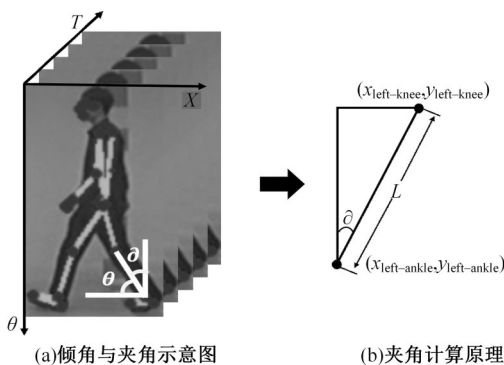 T
X
∂
θ
θ
(x_left-knee,y_left-knee)
L
∂
(x_left-ankle,y_left-ankle)
(a)倾角与夹角示意图
(b)夹角计算原理